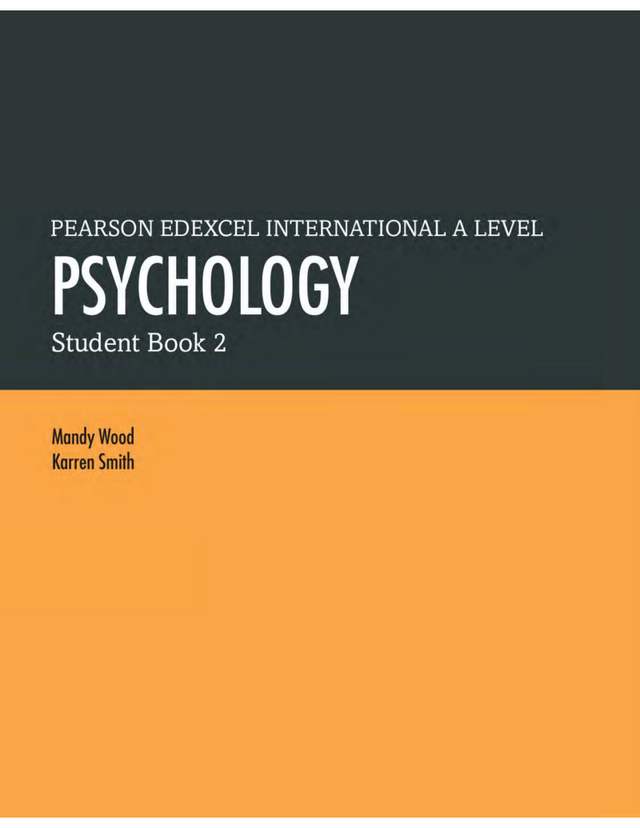 PEARSON EDEXCEL INTERNATIONAL A LEVEL
PSYCHOLOGY
Student Book 2
Mandy Wood
Karren Smith